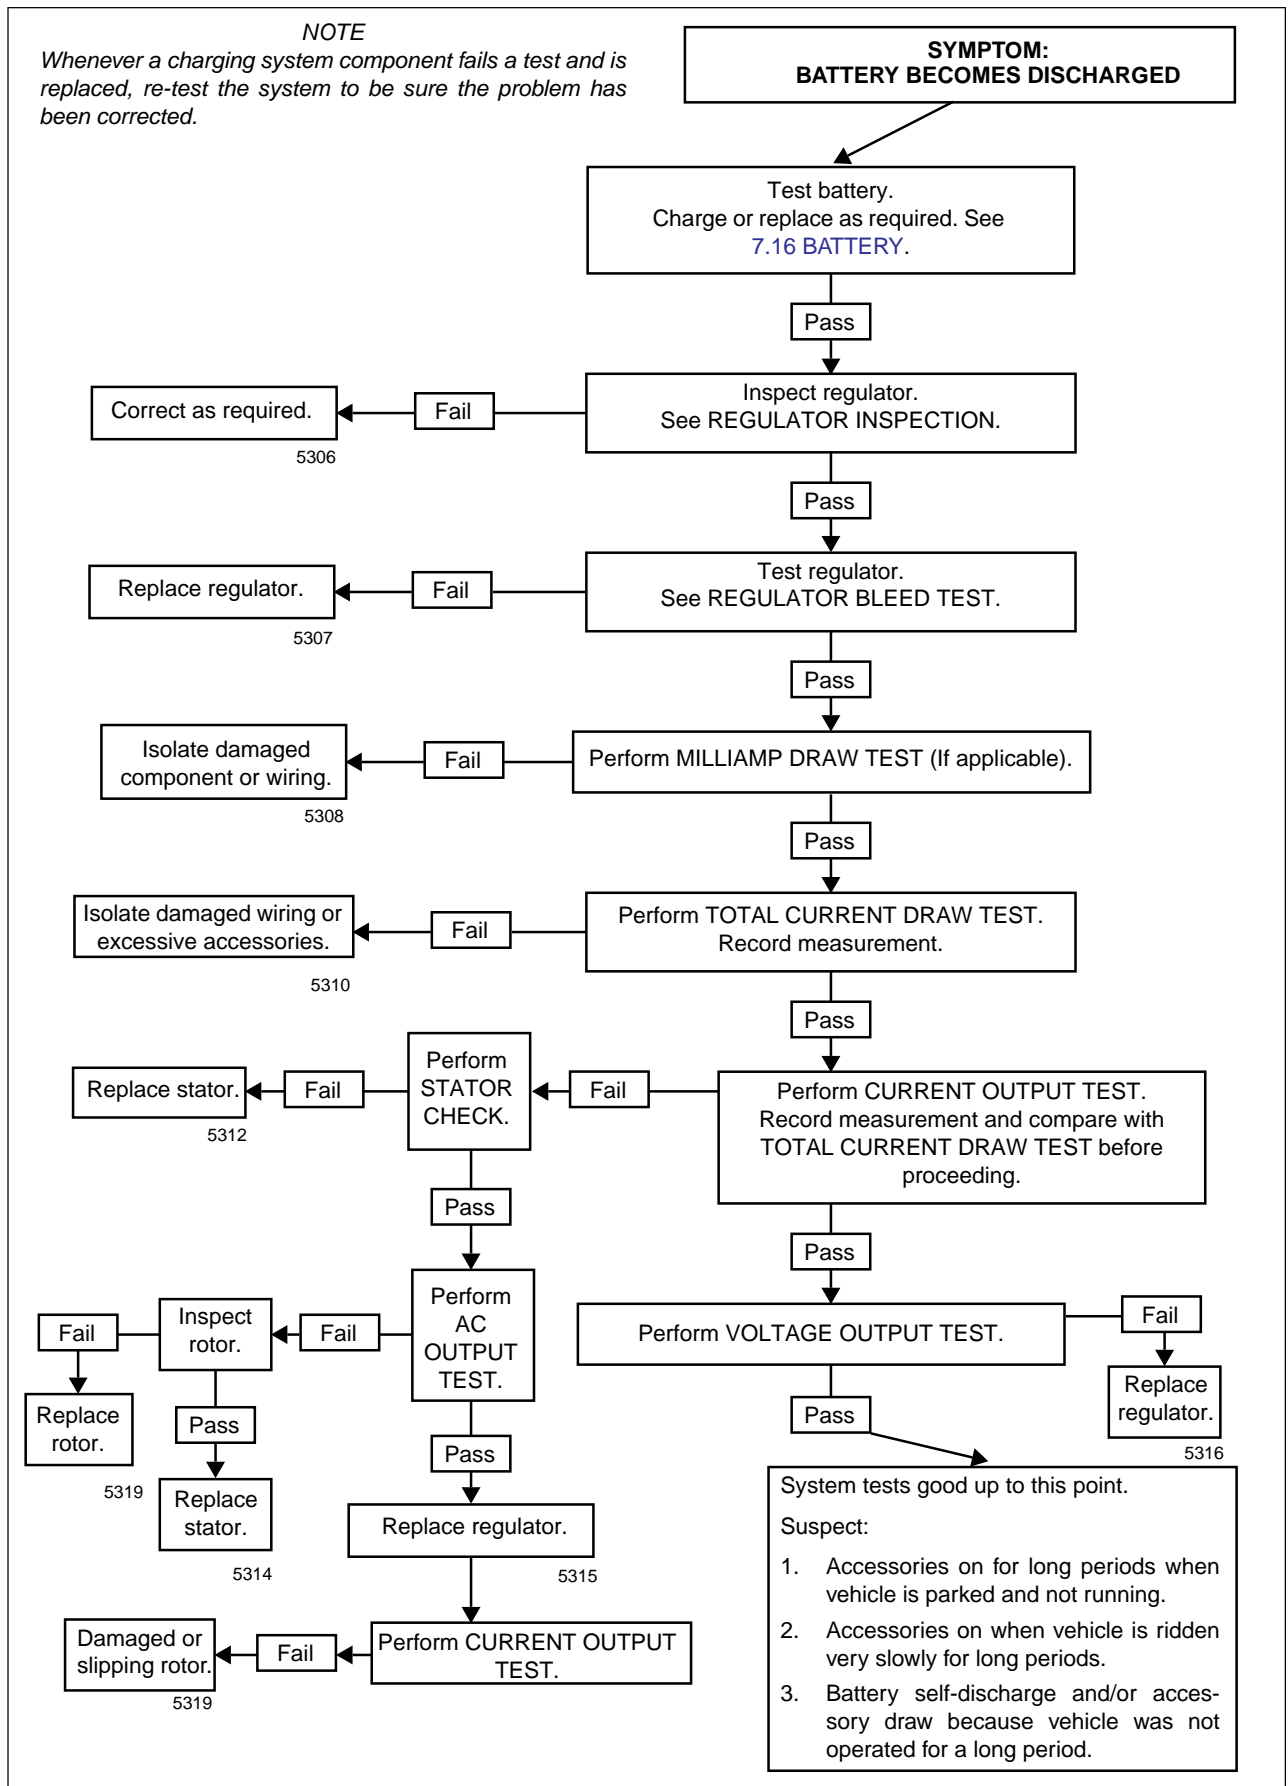 NOTE
Whenever a charging system component fails a test and is
replaced, re-test the system to be sure the problem has
been corrected.
SYMPTOM:
BATTERY BECOMES DISCHARGED
Test battery.
Charge or replace as required. See
7.16 BATTERY.
Pass
Inspect regulator.
See REGULATOR INSPECTION.
Fail
Correct as required.
5306
Pass
Test regulator.
See REGULATOR BLEED TEST.
Fail
Replace regulator.
5307
Pass
Perform MILLIAMP DRAW TEST (If applicable).
Fail
Isolate damaged
component or wiring.
5308
Pass
Perform TOTAL CURRENT DRAW TEST.
Record measurement.
Fail
Isolate damaged wiring or
excessive accessories.
5310
Pass
Perform CURRENT OUTPUT TEST.
Record measurement and compare with
TOTAL CURRENT DRAW TEST before
proceeding.
Fail
Perform
STATOR
CHECK.
Fail
Replace stator.
5312
Pass
Perform
AC
OUTPUT
TEST.
Fail
Inspect
rotor.
Fail
Replace
rotor.
5319
Pass
Replace
stator.
5314
Pass
Replace regulator.
5315
Perform CURRENT OUTPUT
TEST.
Fail
Damaged or
slipping rotor.
5319
Pass
Perform VOLTAGE OUTPUT TEST.
Fail
Replace
regulator.
5316
Pass
System tests good up to this point.
Suspect:
1. Accessories on for long periods when
vehicle is parked and not running.
2. Accessories on when vehicle is ridden
very slowly for long periods.
3. Battery self-discharge and/or acces-
sory draw because vehicle was not
operated for a long period.